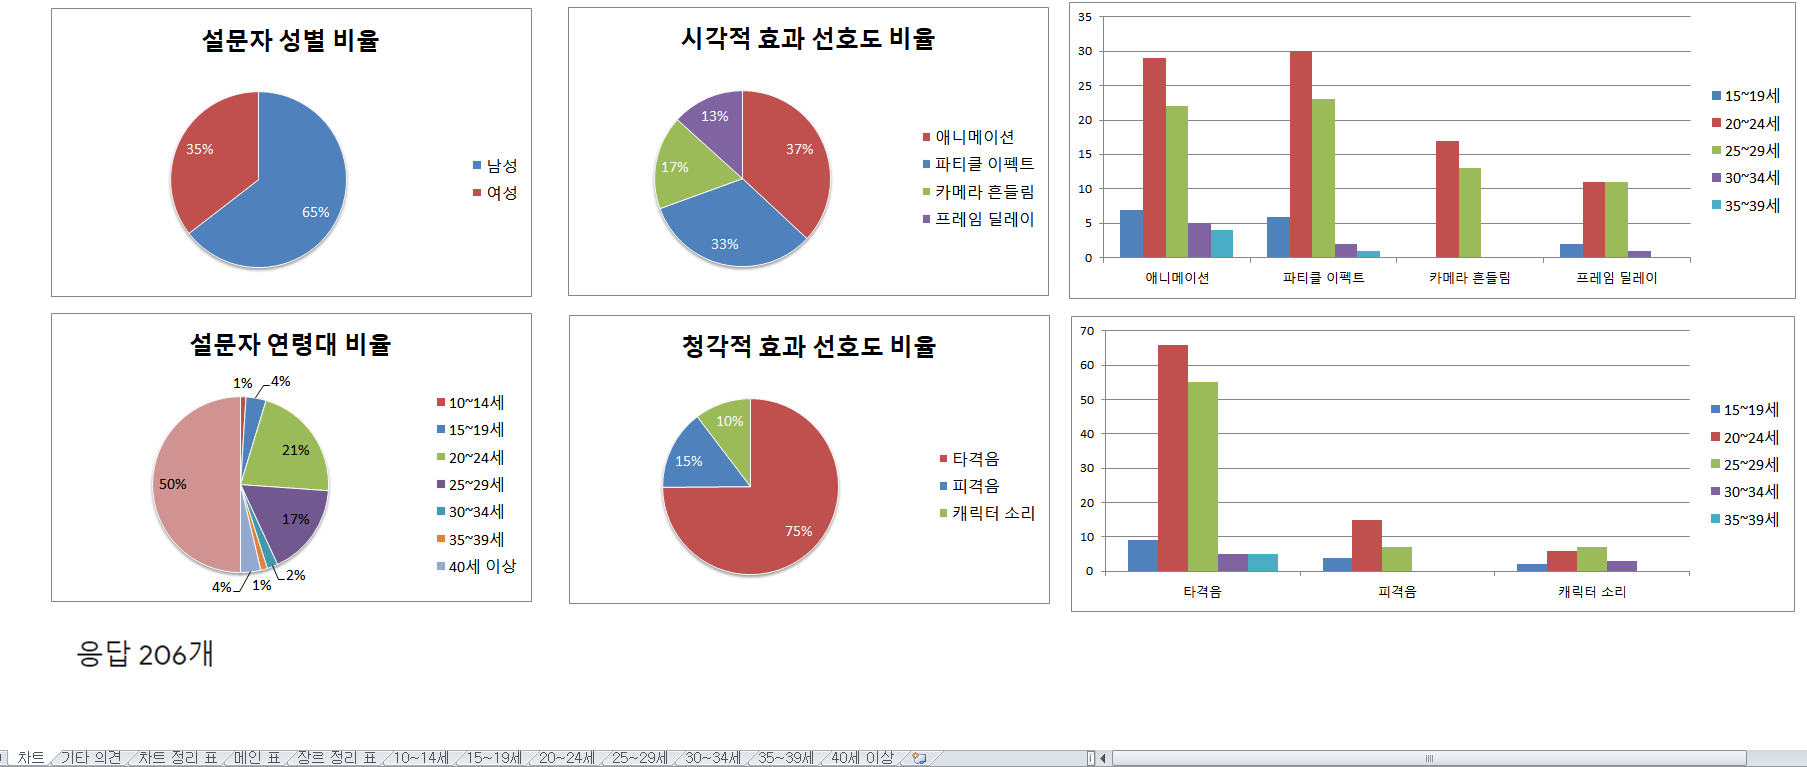 설문자 성별 비율
35%
65%
남성
여성
시각적 효과 선호도 비율
13%
37%
17%
33%
애니메이션
파티클 이펙트
카메라 흔들림
프레임 딜레이
35
30
25
20
15
10
5
0
애니메이션 파티클 이펙트 카메라 흔들림 프레임 딜레이
15~19세
20~24세
25~29세
30~34세
35~39세
설문자 연령대 비율
1% 4%
21%
50%
17%
4% 1% 2%
10~14세
15~19세
20~24세
25~29세
30~34세
35~39세
40세 이상
청각적 효과 선호도 비율
10%
15%
75%
타격음
피격음
캐릭터 소리
70
60
50
40
30
20
10
0
타격음 피격음 캐릭터 소리
15~19세
20~24세
25~29세
30~34세
35~39세
응답 206개
차트 기타 의견 차트 정리 표 메인 표 장르 정리 표 10~14세 15~19세 20~24세 25~29세 30~34세 35~39세 40세 이상